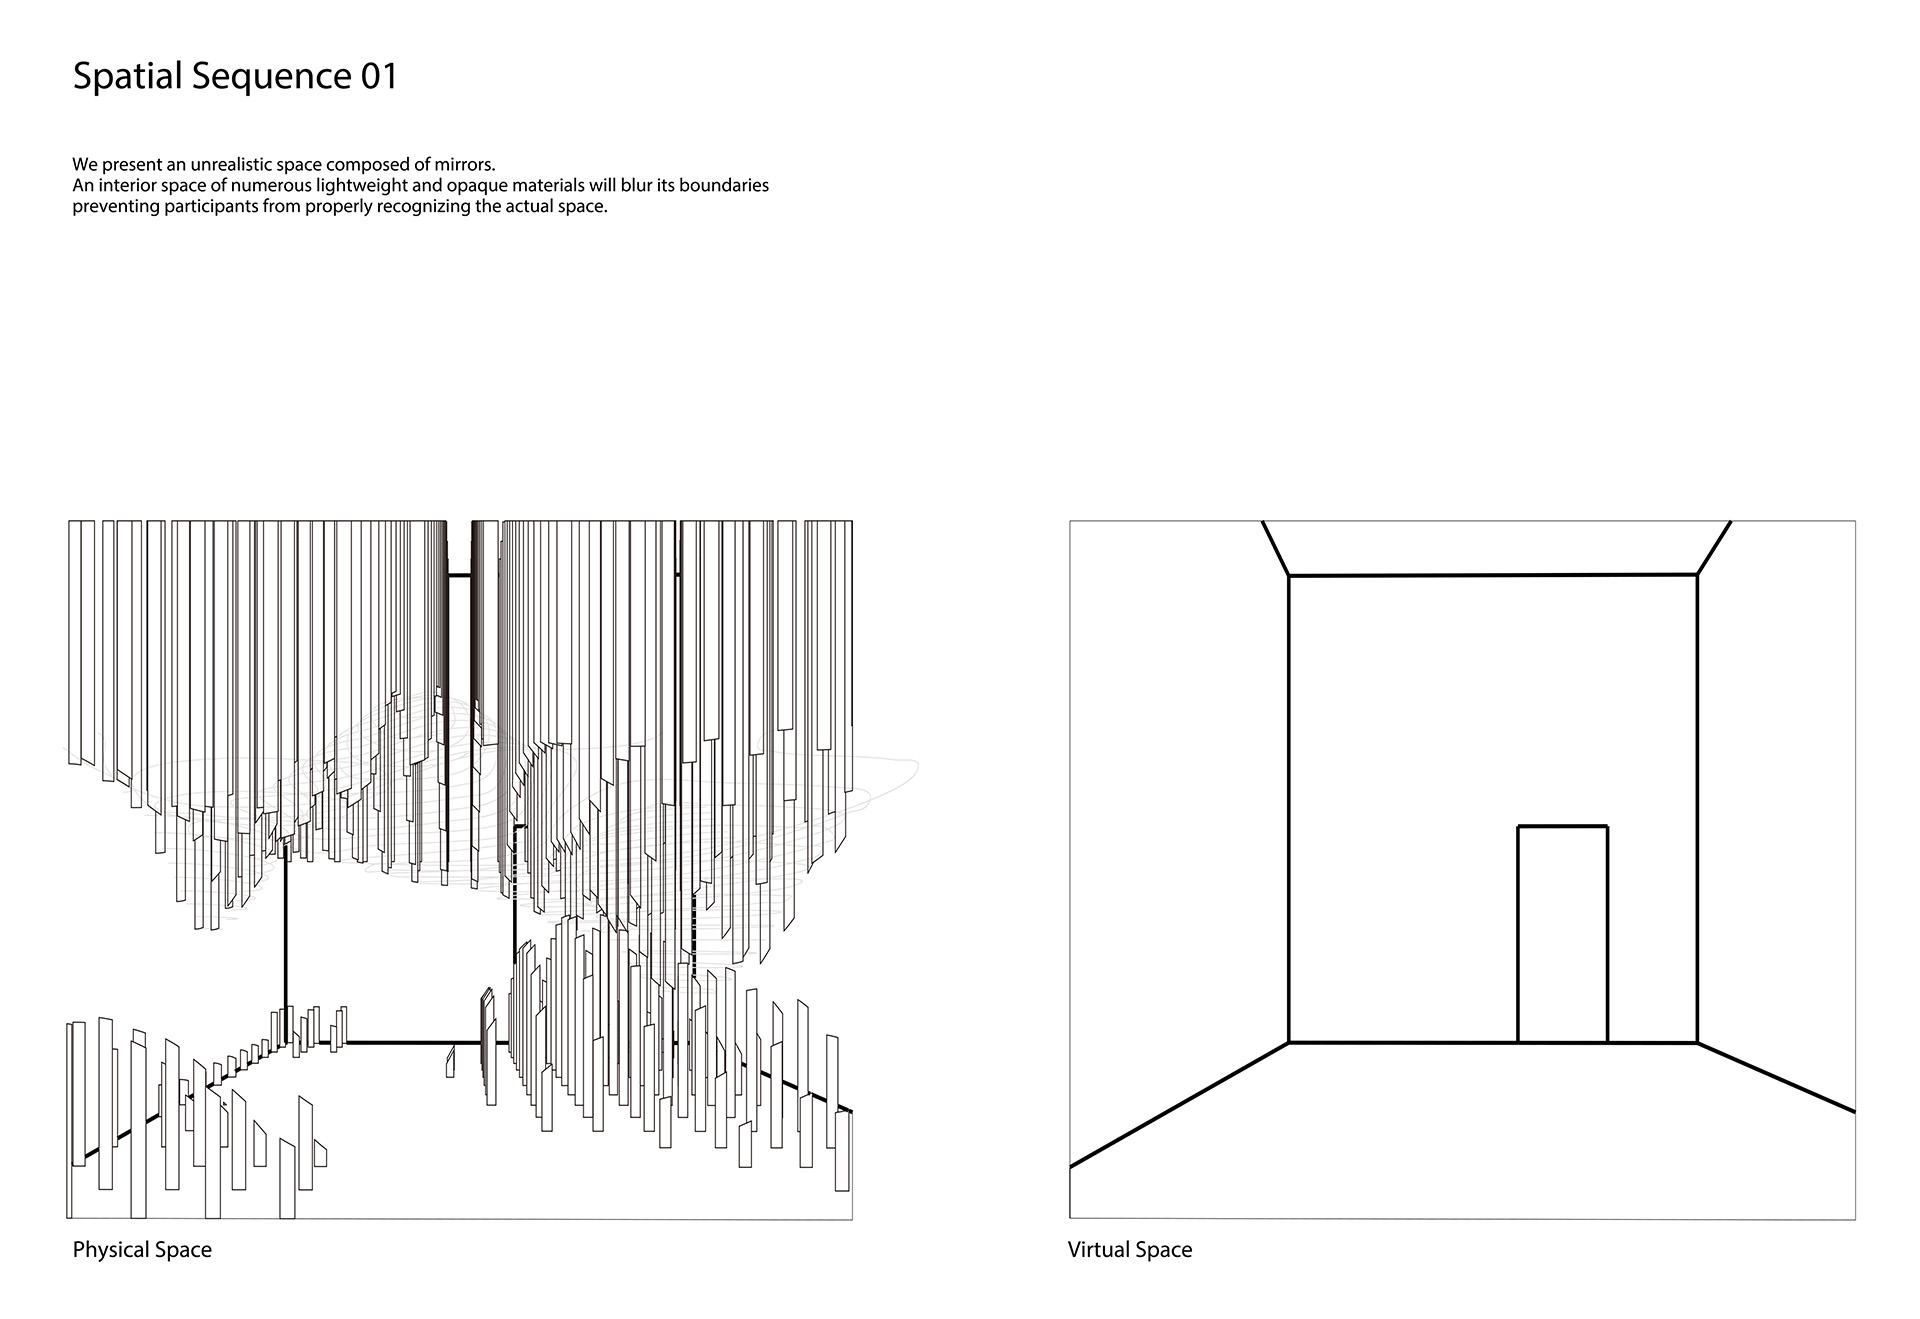 Spatial Sequence 01
We present an unrealistic space composed of mirrors.
An interior space of numerous lightweight and opaque materials will blur its boundaries
preventing participants from properly recognizing the actual space.
Physical Space
Virtual Space